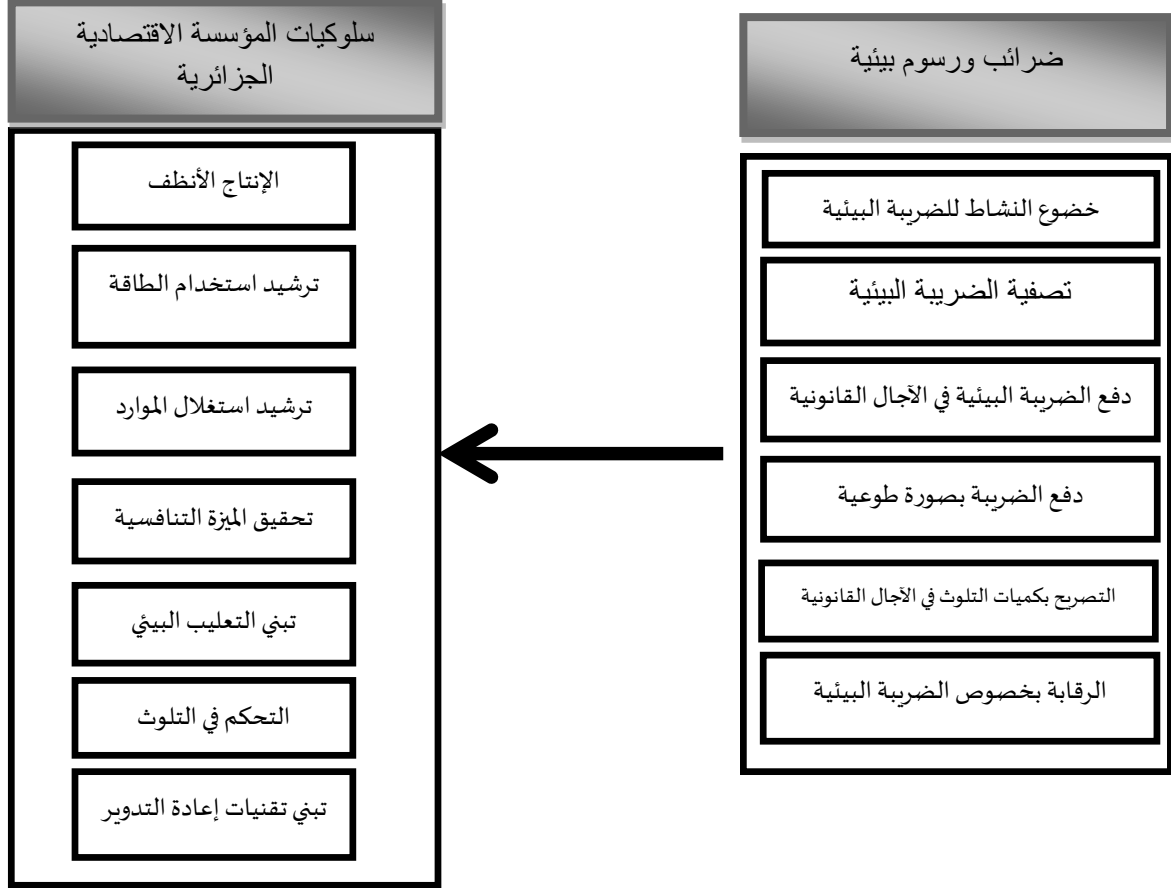 ضرائب ورسوم بيئية
خضوع النشاط للضريبة البيئية
تصفية الضريبة البيئية
دفع الضريبة البيئية في الآجال القانونية
دفع الضريبة بصورة طوعية
التصريح بكميات التلوث في الآجال القانونية
الرقابة بخصوص الضريبة البيئية
سلوكيات المؤسسة الاقتصادية
الجزائرية
الإنتاج الأنظف
ترشيد استخدام الطاقة
ترشيد استغلال الموارد
تحقيق الميزة التنافسية
تبني التعليب البيئي
التحكم في التلوث
تبني تقنيات إعادة التدوير